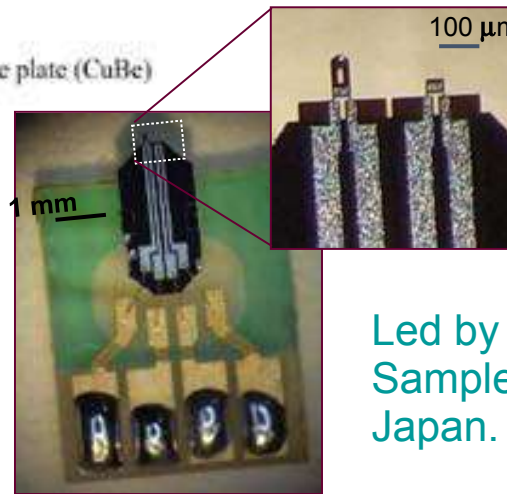 100 μm
e plate (CuBe)
1 mm
Led by
Sample
Japan.